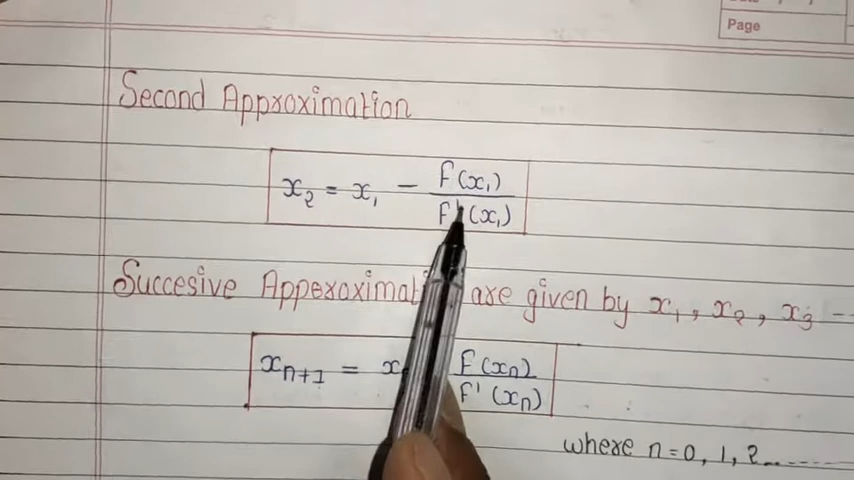 Page
Second Approximation
x₂ = x₁ - f(x₁) / f'(x₁)
Succesive Apperoximati are given by x₁, x₂, x₃ --
xₙ₊₁ = x f(xₙ) / f'(xₙ)
where n=0, 1, 2........